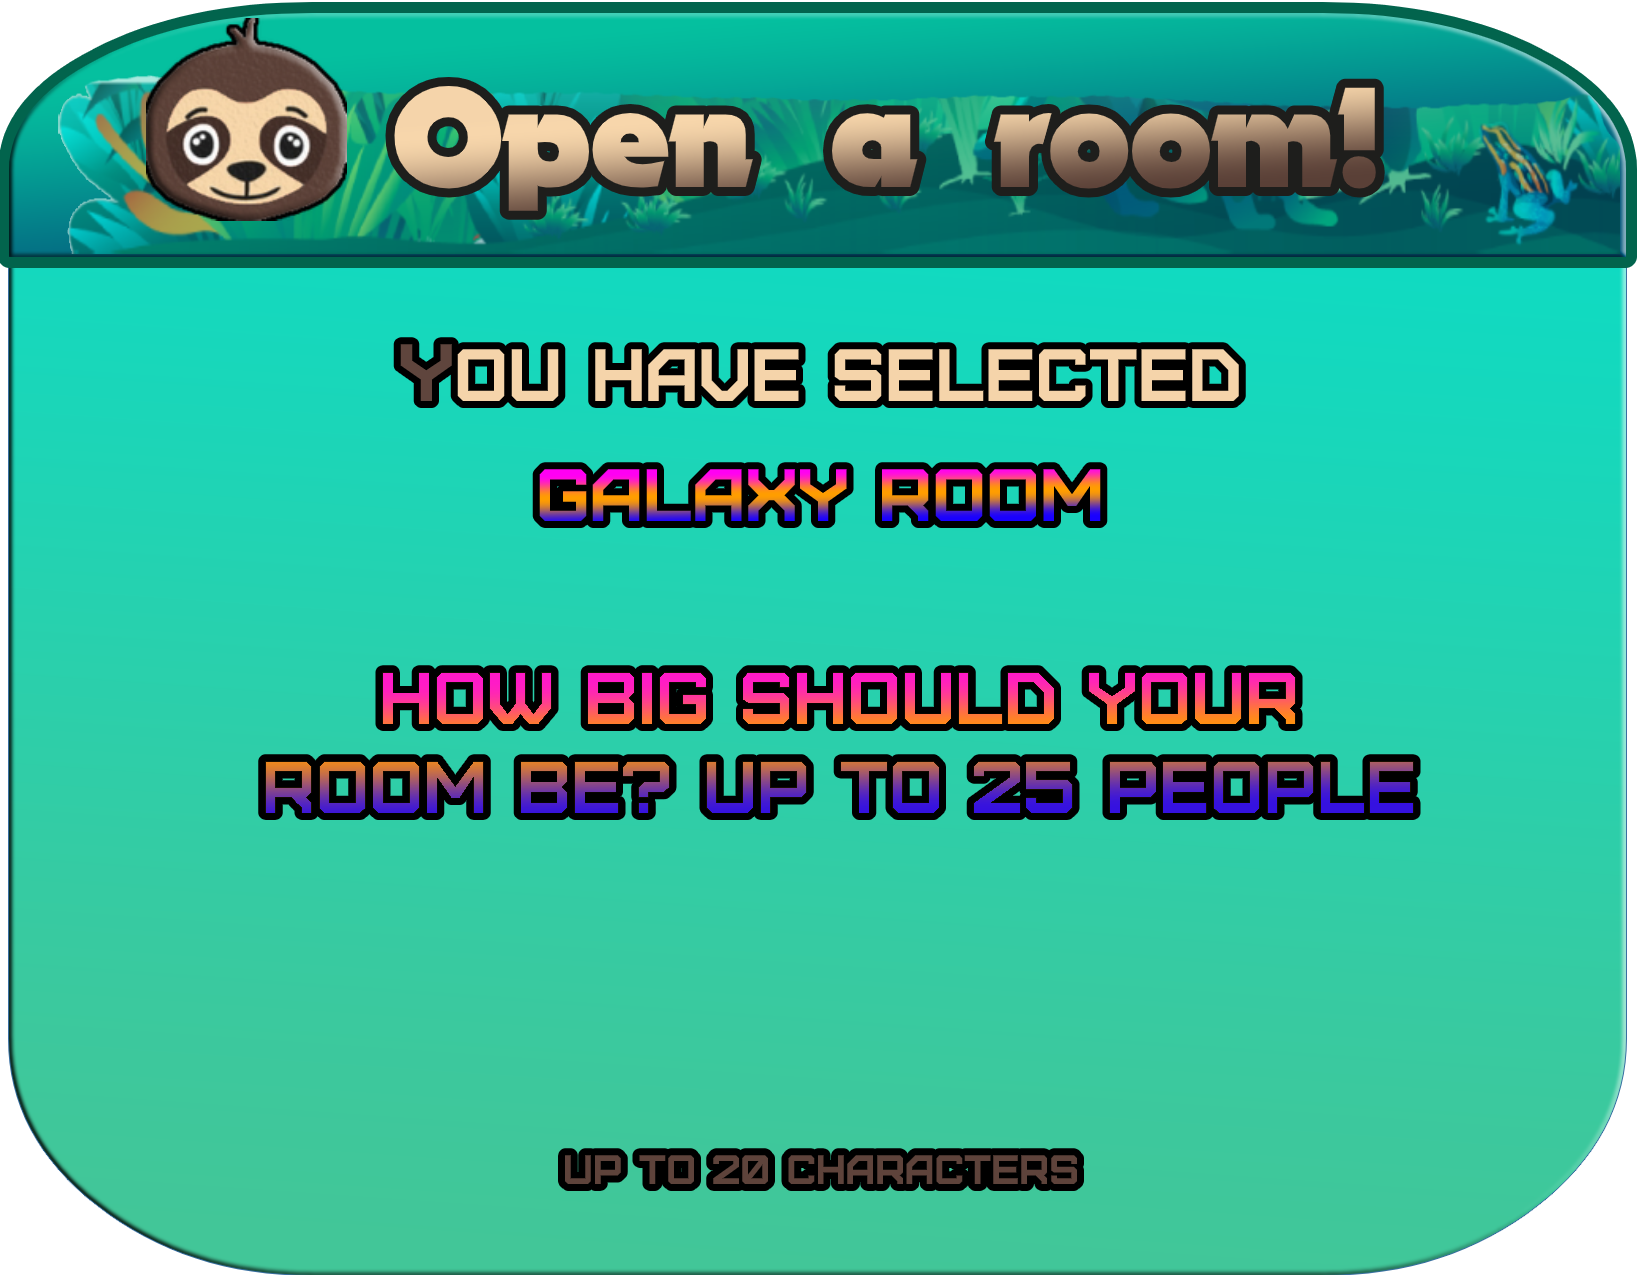 Open a room!
YOU HAVE SELECTED
GALAXY ROOM
HOW BIG SHOULD YOUR
ROOM BE? UP TO 25 PEOPLE
UP TO 20 CHARACTERS